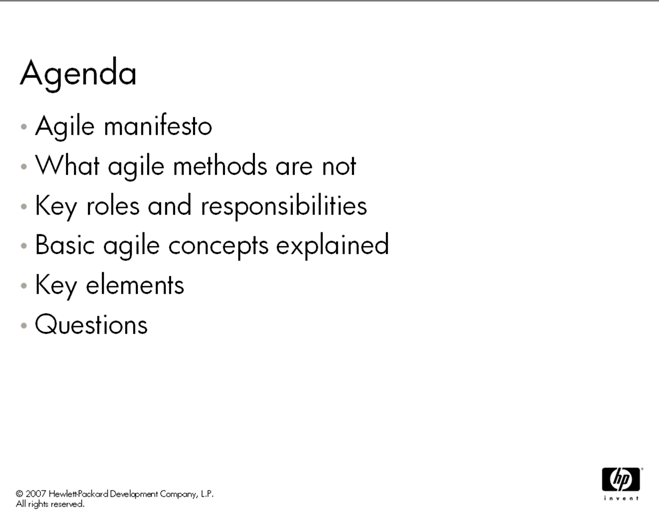 Agenda
• Agile manifesto
• What agile methods are not
• Key roles and responsibilities
• Basic agile concepts explained
• Key elements
• Questions
© 2007 Hewlett-Packard Development Company, L.P.
All rights reserved.
hp
invent